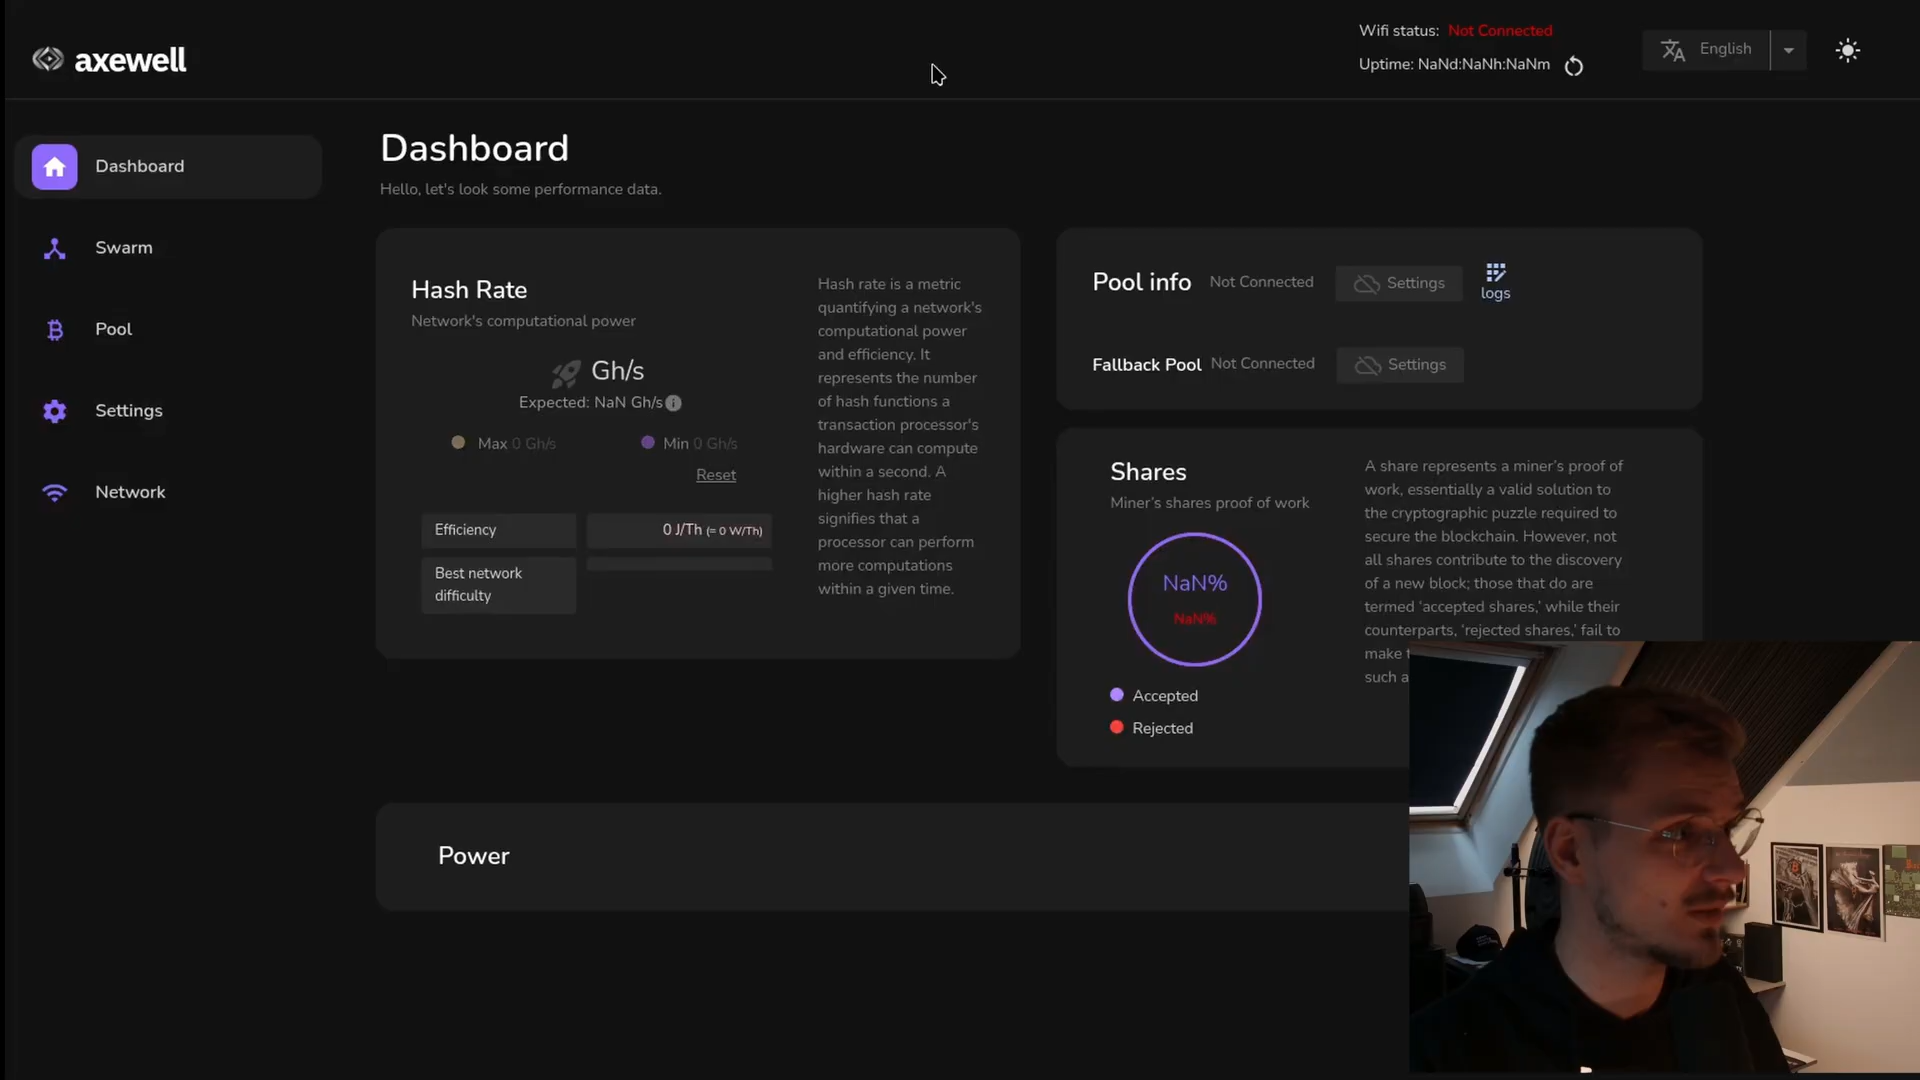 axewell
Wifi status: Not Connected
Uptime: NaNd:NaNh:NaNm
English
Dashboard
Swarm
Pool
Settings
Network
Dashboard
Hello, let's look some performance data.
Hash Rate
Network's computational power
Gh/s
Expected: NaN Gh/s
Max 0 Gh/s
Min 0 Gh/s
Reset
Efficiency
0 J/Th (= 0 W/Th)
Best network
difficulty
Hash rate is a metric
quantifying a network's
computational power
and efficiency. It
represents the number
of hash functions a
transaction processor's
hardware can compute
within a second. A
higher hash rate
signifies that a
processor can perform
more computations
within a given time.
Pool info Not Connected Settings
logs
Fallback Pool Not Connected Settings
Shares
Miner’s shares proof of work
NaN%
NaN%
Accepted
Rejected
A share represents a miner’s proof of
work, essentially a valid solution to
the cryptographic puzzle required to
secure the blockchain. However, not
all shares contribute to the discovery
of a new block; those that do are
termed ‘accepted shares,’ while their
counterparts, ‘rejected shares,’ fail to
make
such a
Power